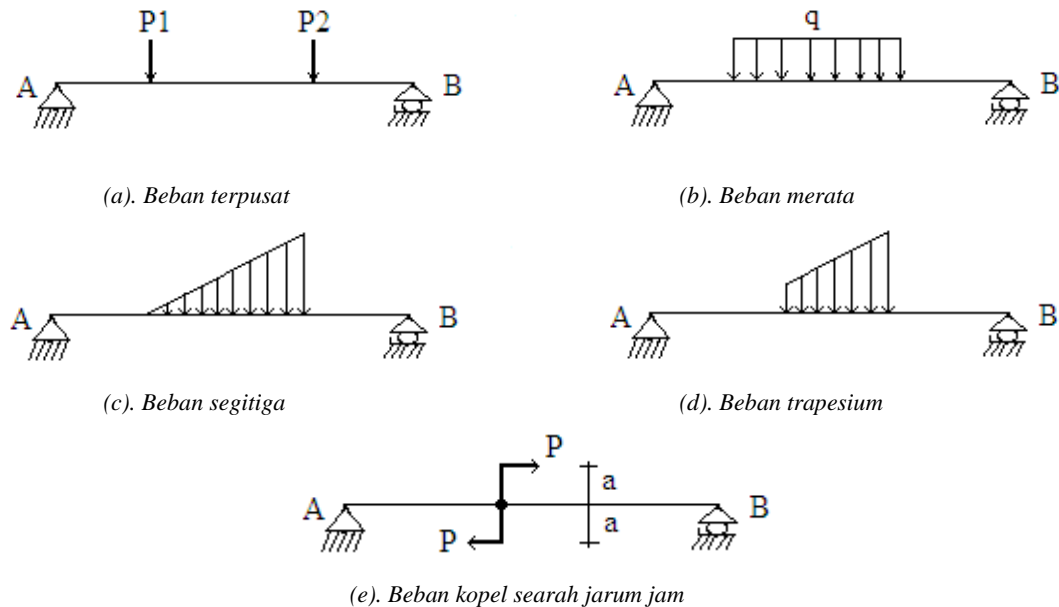 P1 P2
A B
(a). Beban terpusat
q
A B
(b). Beban merata
A B
(c). Beban segitiga
A B
(d). Beban trapesium
P
a
A B
a
P
(e). Beban kopel searah jarum jam